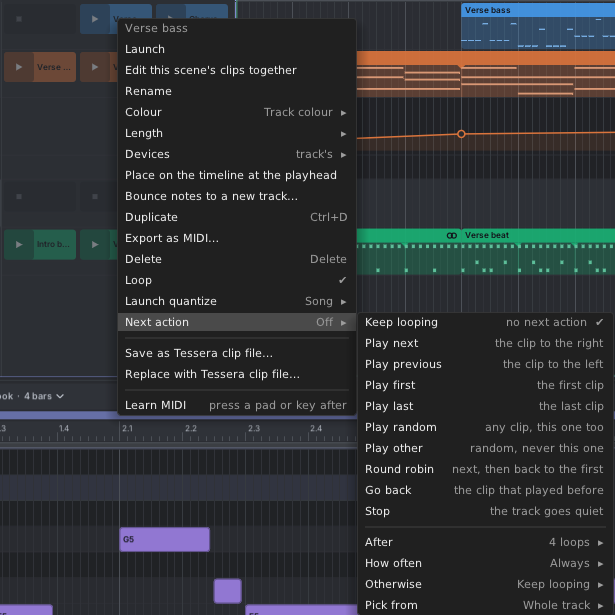 Verse bass
Verse bass
Launch
Edit this scene's clips together
Rename
Verse ...
Colour Track colour ▸
Length ▸
Devices track's ▸
Place on the timeline at the playhead
Bounce notes to a new track...
Duplicate Ctrl+D
Export as MIDI...
Intro b...
Verse beat
Delete Delete
Loop ✔
Launch quantize Song ▸
Next action Off ▸
Keep looping no next action ✔
Play next the clip to the right
Play previous the clip to the left
Play first the first clip
Play last the last clip
Play random any clip, this one too
Play other random, never this one
Round robin next, then back to the first
Go back the clip that played before
Stop the track goes quiet
After 4 loops ▸
How often Always ▸
Otherwise Keep looping ▸
Pick from Whole track ▸
Save as Tessera clip file...
Replace with Tessera clip file...
Learn MIDI press a pad or key after
ook · 4 bars
.3 1.4 2.1 2.2 2.3 2.4
G5